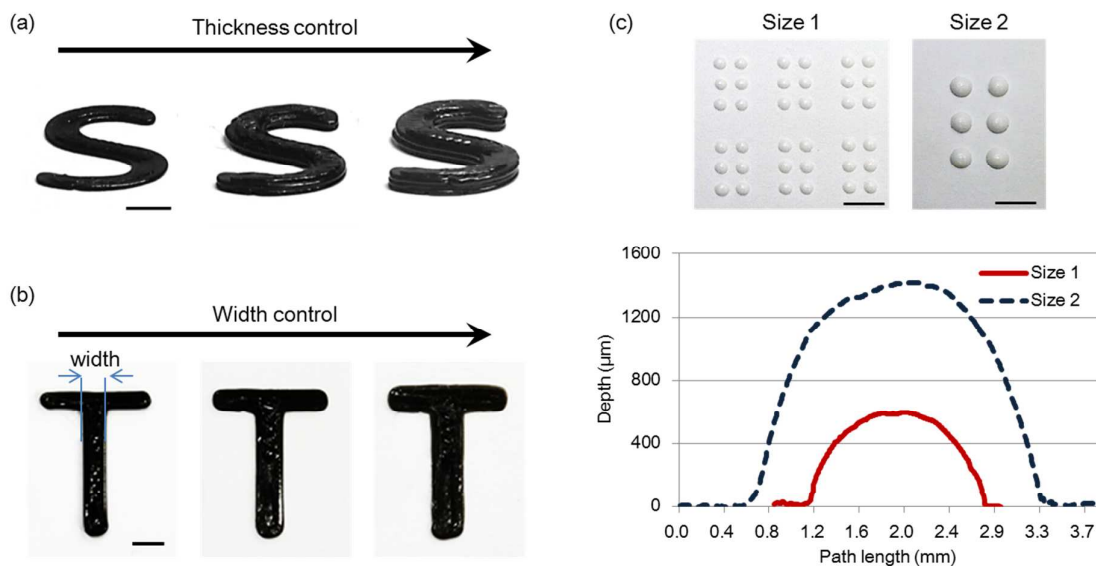 (a)
Thickness control
S S S
(b)
Width control
width
T T T
(c)
Size 1 Size 2
1600
1200
800
400
0
Depth (µm)
Size 1
Size 2
0.0 0.4 0.8 1.2 1.6 2.0 2.4 2.9 3.3 3.7
Path length (mm)